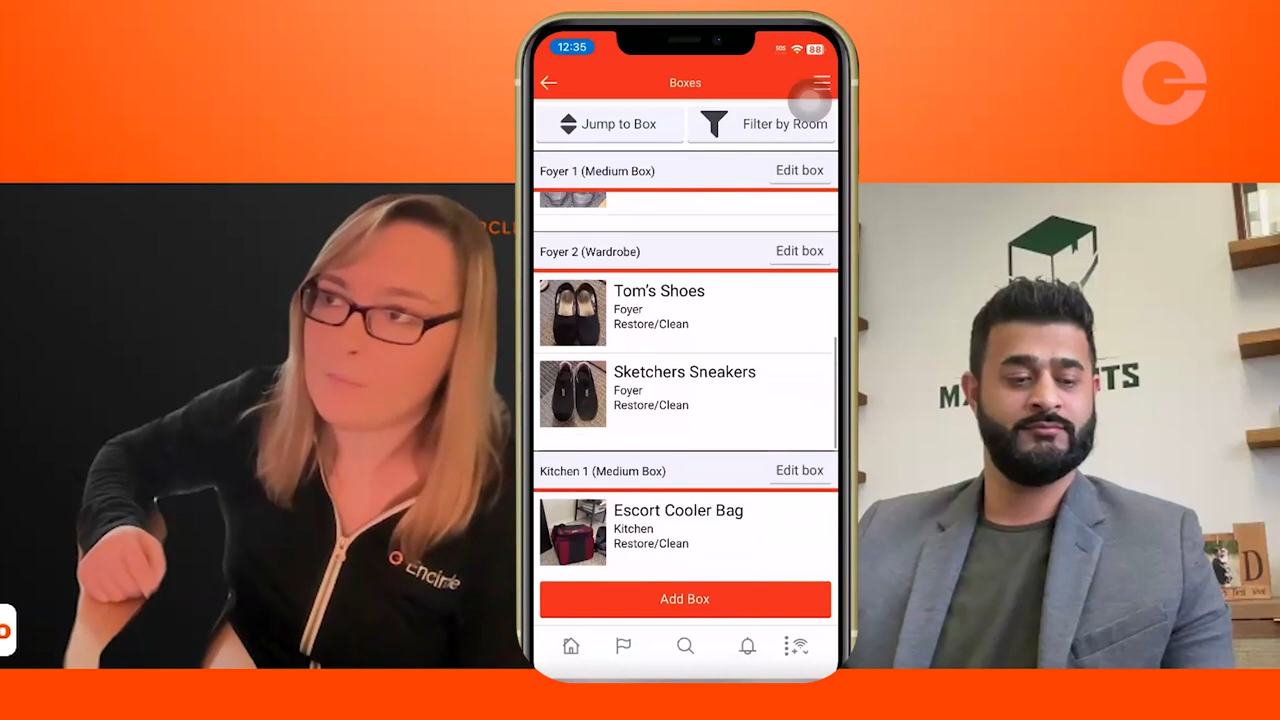 12:35
SOS
88
Boxes
Jump to Box
Filter by Room
Foyer 1 (Medium Box)
Edit box
Foyer 2 (Wardrobe)
Edit box
Tom’s Shoes
Foyer
Restore/Clean
Sketchers Sneakers
Foyer
Restore/Clean
Kitchen 1 (Medium Box)
Edit box
Escort Cooler Bag
Kitchen
Restore/Clean
Add Box
Encircle
D